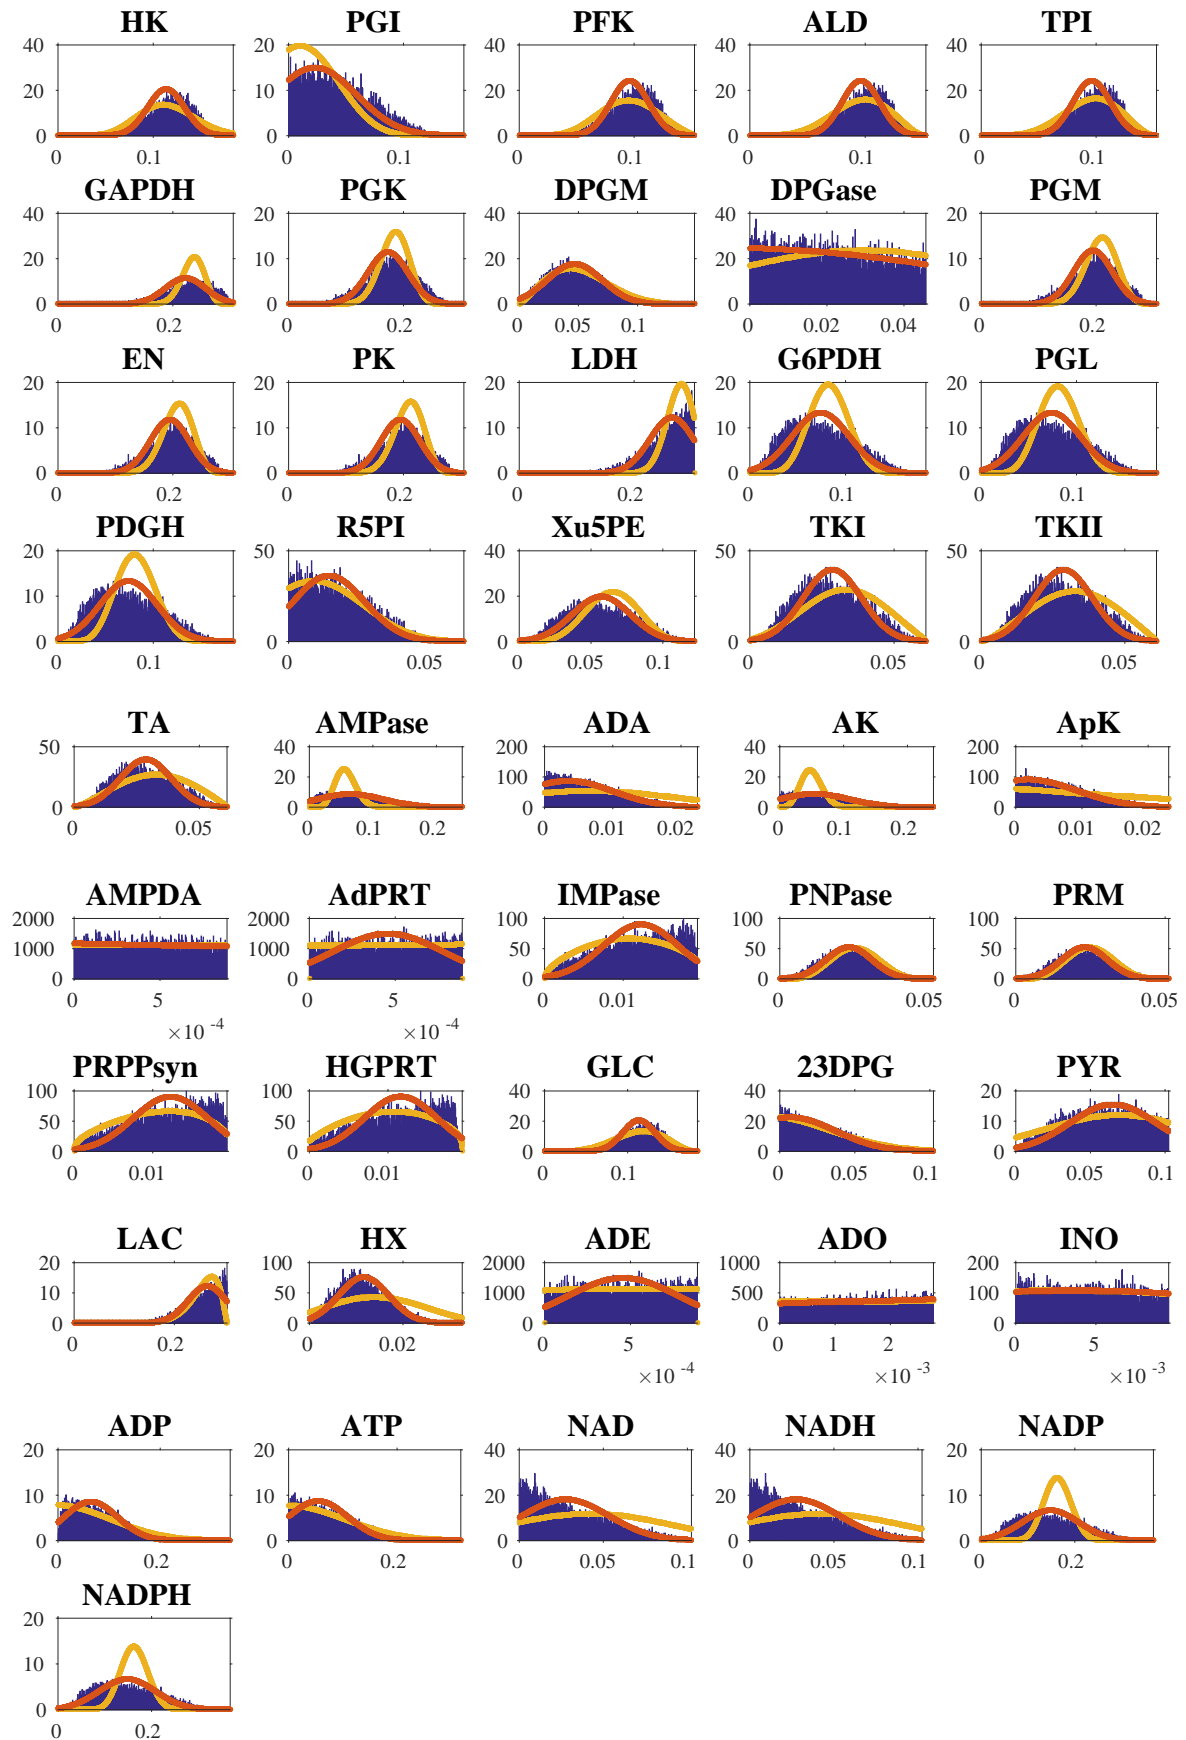 HK PGI PFK ALD TPI
40 20 40 40 40
20 10 20 20 20
0 0 0 0 0
0 0.1 0 0.1 0 0.1 0 0.1 0 0.1
GAPDH PGK DPGM DPGase PGM
40 20 40 40 20
20 10 20 20 10
0 0 0 0 0
0 0.2 0 0.2 0 0.05 0.1 0 0.02 0.04 0 0.2
EN PK LDH G6PDH PGL
20 20 20 20 20
10 10 10 10 10
0 0 0 0 0
0 0.2 0 0.2 0 0.2 0 0.1 0 0.1
PDGH R5PI Xu5PE TKI TKII
20 50 40 50 50
10 20
0 0 0 0 0
0 0.1 0 0.05 0 0.05 0.1 0 0.05 0 0.05
TA AMPase ADA AK ApK
50 40 200 40 200
20 100 20 100
0 0 0 0 0
0 0.05 0 0.1 0.2 0 0.01 0.02 0 0.1 0.2 0 0.01 0.02
AMPDA AdPRT IMPase PNPase PRM
2000 2000 100 100 100
1000 1000 50 50 50
0 0 0 0 0
0 5 0 5 0 0.01 0 0.05 0 0.05
×10 -4 ×10 -4
PRPPsyn HGPRT GLC 23DPG PYR
100 100 40 40 20
50 50 20 20 10
0 0 0 0 0
0 0.01 0 0.01 0 0.1 0 0.05 0.1 0 0.05 0.1
LAC HX ADE ADO INO
20 100 2000 1000 200
10 50 1000 500 100
0 0 0 0 0
0 0.2 0 0.02 0 5 0 1 2 0 5
×10 -4 ×10 -3 ×10 -3
ADP ATP NAD NADH NADP
20 20 40 40 20
10 10 20 20 10
0 0 0 0 0
0 0.2 0 0.2 0 0.05 0.1 0 0.05 0.1 0 0.2
NADPH
20
10
0
0 0.2